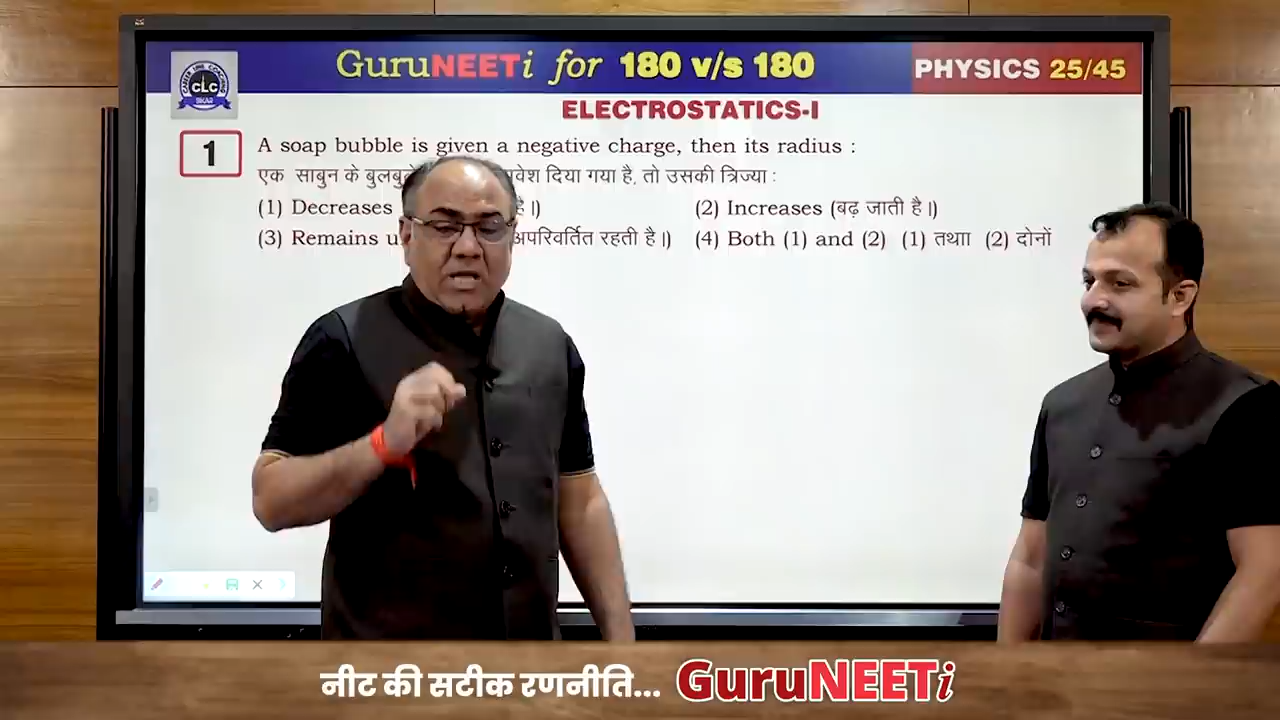 GuruNEETi for 180 v/s 180
PHYSICS 25/45
CLC
SIKAR
ELECTROSTATICS-I
1
A soap bubble is given a negative charge, then its radius :
एक साबुन के दिया गया है, तो उसकी त्रिज्या :
(1) Decreases है।)
(2) Increases (बढ़ जाती है।)
(3) Remains अपरिवर्तित रहती है।)
(4) Both (1) and (2) (1) तथाा (2) दोनों
नीट की सटीक रणनीति... GuruNEETi